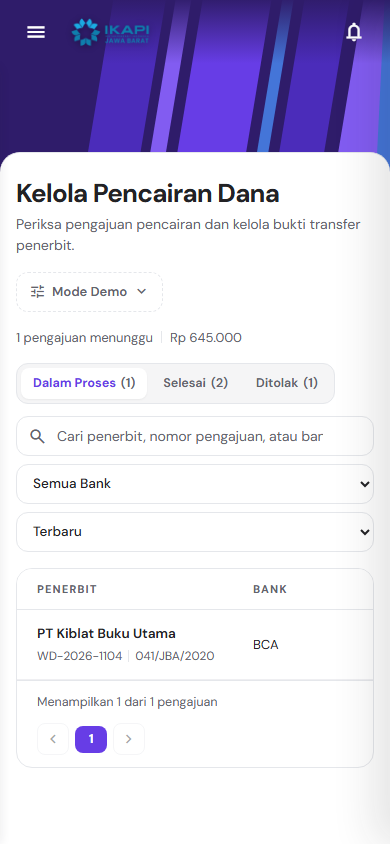 IKAPI
JAWA BARAT
Kelola Pencairan Dana
Periksa pengajuan pencairan dan kelola bukti transfer
penerbit.
Mode Demo
1 pengajuan menunggu Rp 645.000
Dalam Proses (1) Selesai (2) Ditolak (1)
Cari penerbit, nomor pengajuan, atau bar
Semua Bank
Terbaru
PENERBIT BANK
PT Kiblat Buku Utama
BCA
WD-2026-1104 041/JBA/2020
Menampilkan 1 dari 1 pengajuan
1